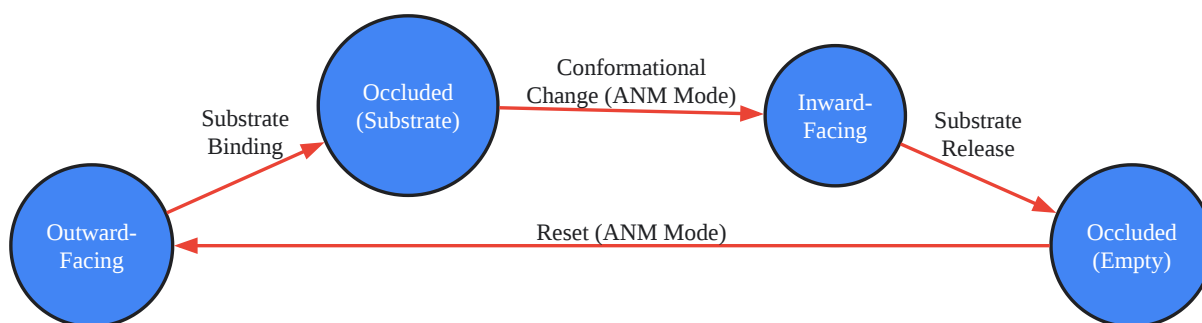 Outward-
Facing
Substrate
Binding
Occluded
(Substrate)
Conformational
Change (ANM Mode)
Inward-
Facing
Substrate
Release
Occluded
(Empty)
Reset (ANM Mode)